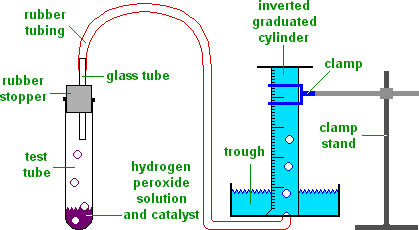 rubber
tubing
inverted
graduated
cylinder
glass tube
clamp
rubber
stopper
clamp
stand
trough
test
tube
hydrogen
peroxide
solution
and catalyst